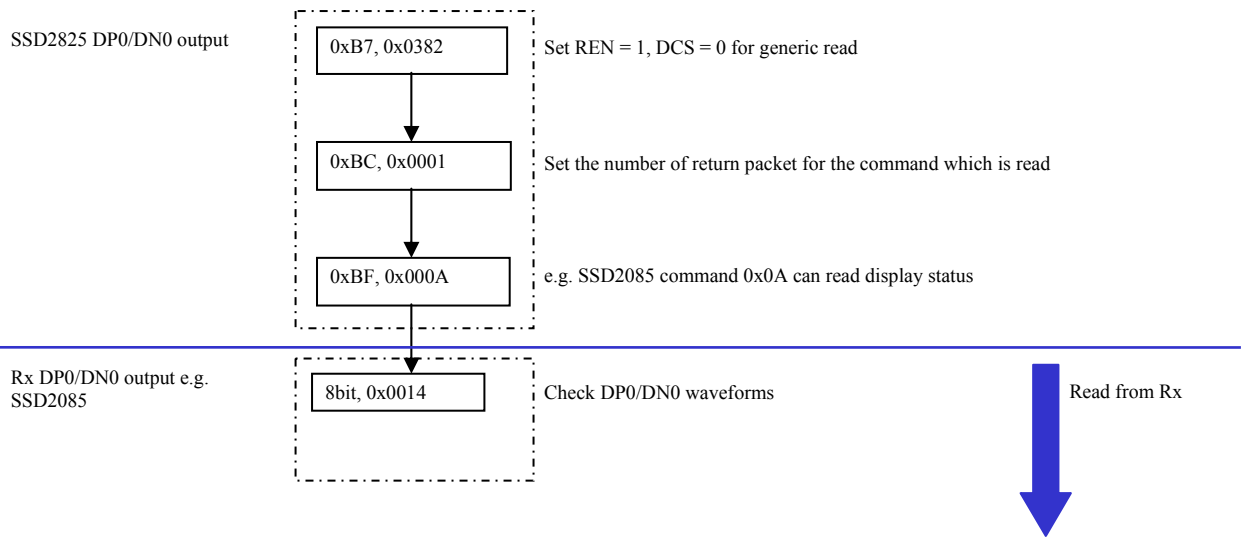 SSD2825 DP0/DN0 output
0xB7, 0x0382
Set REN = 1, DCS = 0 for generic read
0xBC, 0x0001
Set the number of return packet for the command which is read
0xBF, 0x000A
e.g. SSD2085 command 0x0A can read display status
Rx DP0/DN0 output e.g.
SSD2085
8bit, 0x0014
Check DP0/DN0 waveforms
Read from Rx